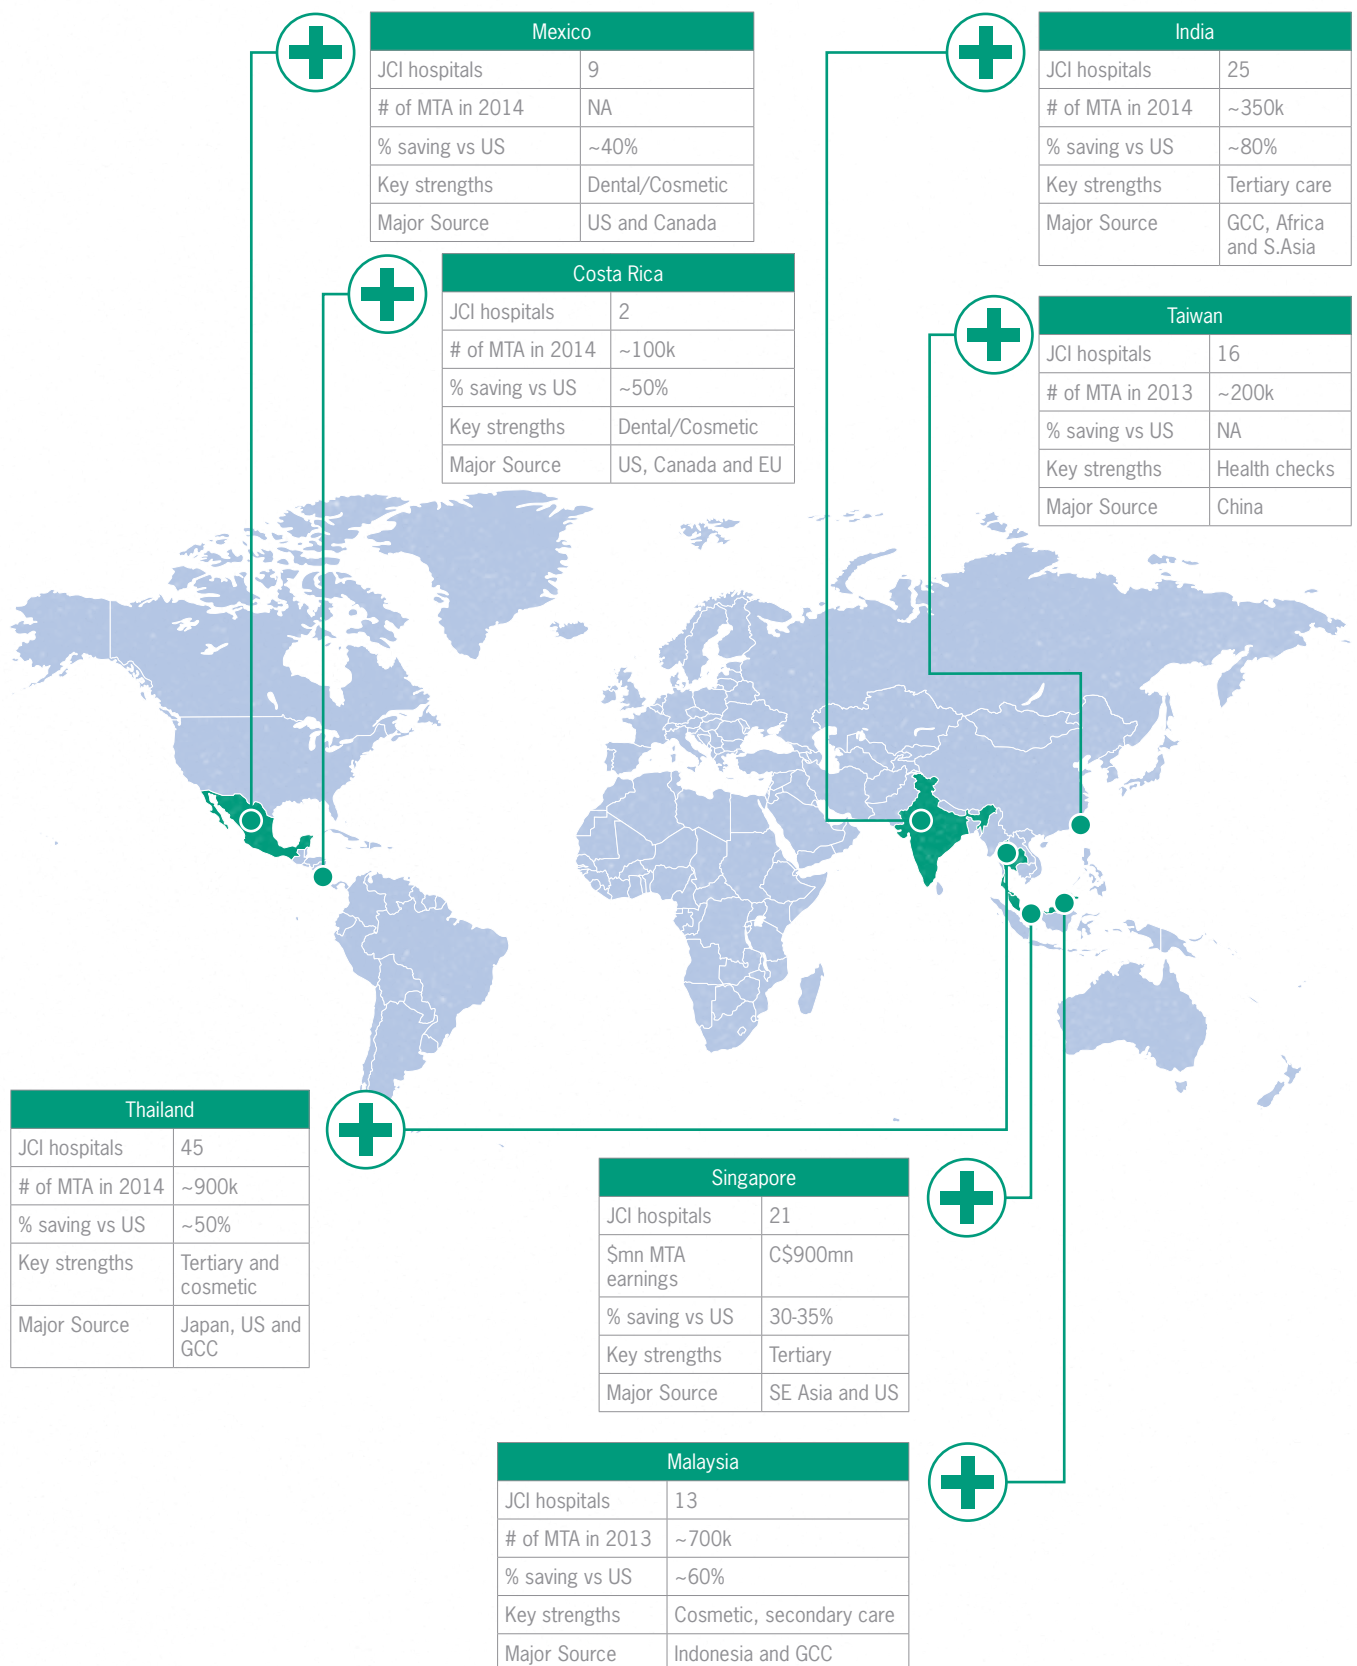 Mexico
JCI hospitals 9
# of MTA in 2014 NA
% saving vs US ~40%
Key strengths Dental/Cosmetic
Major Source US and Canada
India
JCI hospitals 25
# of MTA in 2014 ~350k
% saving vs US ~80%
Key strengths Tertiary care
Major Source GCC, Africa
and S.Asia
Costa Rica
JCI hospitals 2
# of MTA in 2014 ~100k
% saving vs US ~50%
Key strengths Dental/Cosmetic
Major Source US, Canada and EU
Taiwan
JCI hospitals 16
# of MTA in 2013 ~200k
% saving vs US NA
Key strengths Health checks
Major Source China
Thailand
JCI hospitals 45
# of MTA in 2014 ~900k
% saving vs US ~50%
Key strengths Tertiary and
cosmetic
Major Source Japan, US and
GCC
Singapore
JCI hospitals 21
$mn MTA C$900mn
earnings
% saving vs US 30-35%
Key strengths Tertiary
Major Source SE Asia and US
Malaysia
JCI hospitals 13
# of MTA in 2013 ~700k
% saving vs US ~60%
Key strengths Cosmetic, secondary care
Major Source Indonesia and GCC